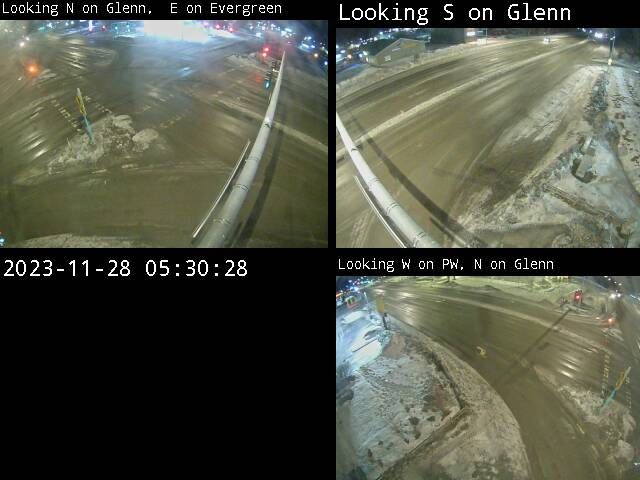 Looking N on Glenn, E on Evergreen
Looking S on Glenn
2023-11-28 05:30:28
Looking W on PW, N on Glenn